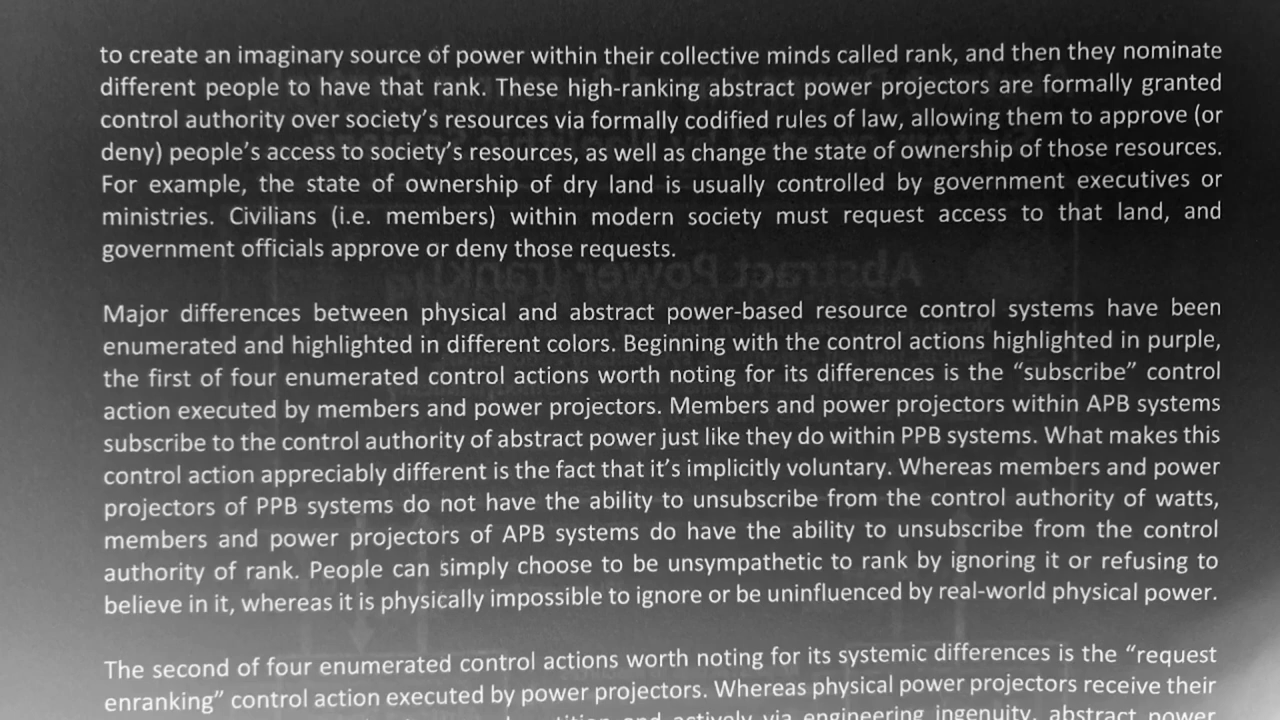 to create an imaginary source of power within their collective minds called rank, and then they nominate
different people to have that rank. These high-ranking abstract power projectors are formally granted
control authority over society's resources via formally codified rules of law, allowing them to approve (or
deny) people's access to society's resources, as well as change the state of ownership of those resources.
For example, the state of ownership of dry land is usually controlled by government executives or
ministries. Civilians (i.e. members) within modern society must request access to that land, and
government officials approve or deny those requests.
Major differences between physical and abstract power-based resource control systems have been
enumerated and highlighted in different colors. Beginning with the control actions highlighted in purple,
the first of four enumerated control actions worth noting for its differences is the “subscribe” control
action executed by members and power projectors. Members and power projectors within APB systems
subscribe to the control authority of abstract power just like they do within PPB systems. What makes this
control action appreciably different is the fact that it's implicitly voluntary. Whereas members and power
projectors of PPB systems do not have the ability to unsubscribe from the control authority of watts,
members and power projectors of APB systems do have the ability to unsubscribe from the control
authority of rank. People can simply choose to be unsympathetic to rank by ignoring it or refusing to
believe in it, whereas it is physically impossible to ignore or be uninfluenced by real-world physical power.
The second of four enumerated control actions worth noting for its systemic differences is the “request
enranking” control action executed by power projectors. Whereas physical power projectors receive their
and actively via engineering ingenuity, abstract power